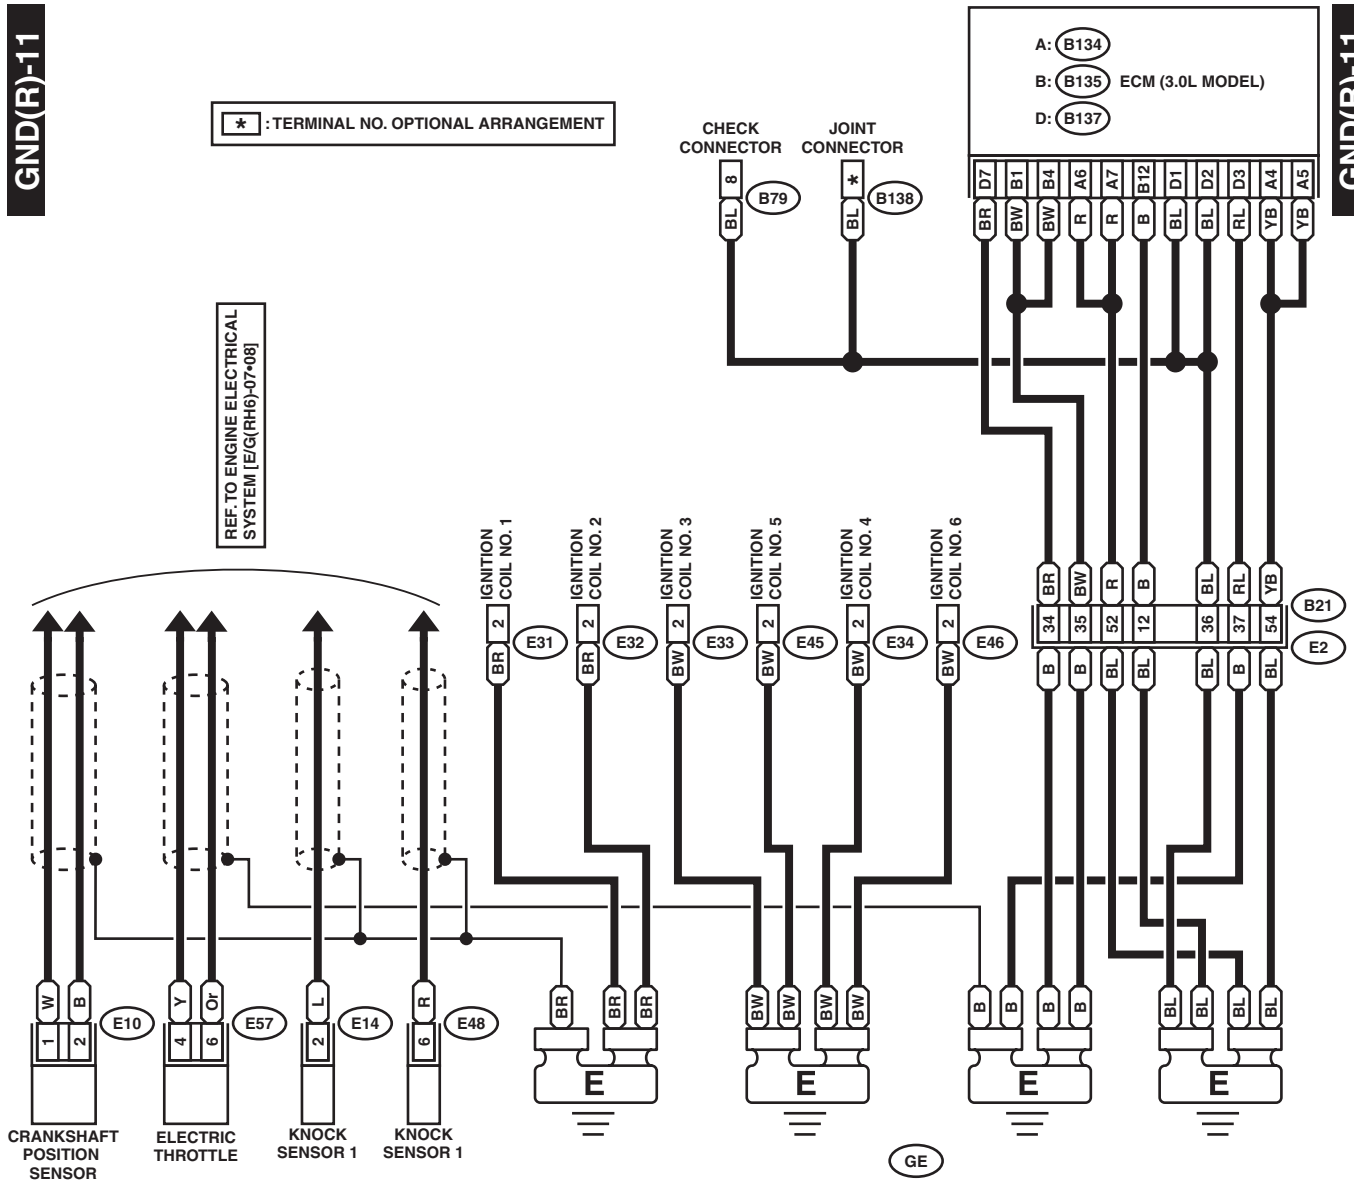 GND(R)-11
GND(R)-11
A: B134
B: B135 ECM (3.0L MODEL)
D: B137
* : TERMINAL NO. OPTIONAL ARRANGEMENT
CHECK
CONNECTOR
JOINT
CONNECTOR
8
B79
*
B138
BL
BL
D7 B1 B4 A6 A7 B12 D1 D2 D3 A4 A5
BR BW BW R R B BL BL RL YB YB
REF. TO ENGINE ELECTRICAL
SYSTEM [E/G(RH6)-07•08]
IGNITION
COIL NO. 1
IGNITION
COIL NO. 2
IGNITION
COIL NO. 3
IGNITION
COIL NO. 5
IGNITION
COIL NO. 4
IGNITION
COIL NO. 6
2 E31 2 E32 2 E33 2 E45 2 E34 2 E46
BR BR BW BW BW BW
BR BW R B BL RL YB
B21
34 35 52 12 36 37 54
E2
B B BL BL BL B BL
W B Y Or L R
1 2 E10 4 6 E57 2 E14 6 E48
BR BR BR BW BW BW BW B B B B BL BL BL BL
E E E E
CRANKSHAFT
POSITION
SENSOR
ELECTRIC
THROTTLE
KNOCK
SENSOR 1
KNOCK
SENSOR 1
GE